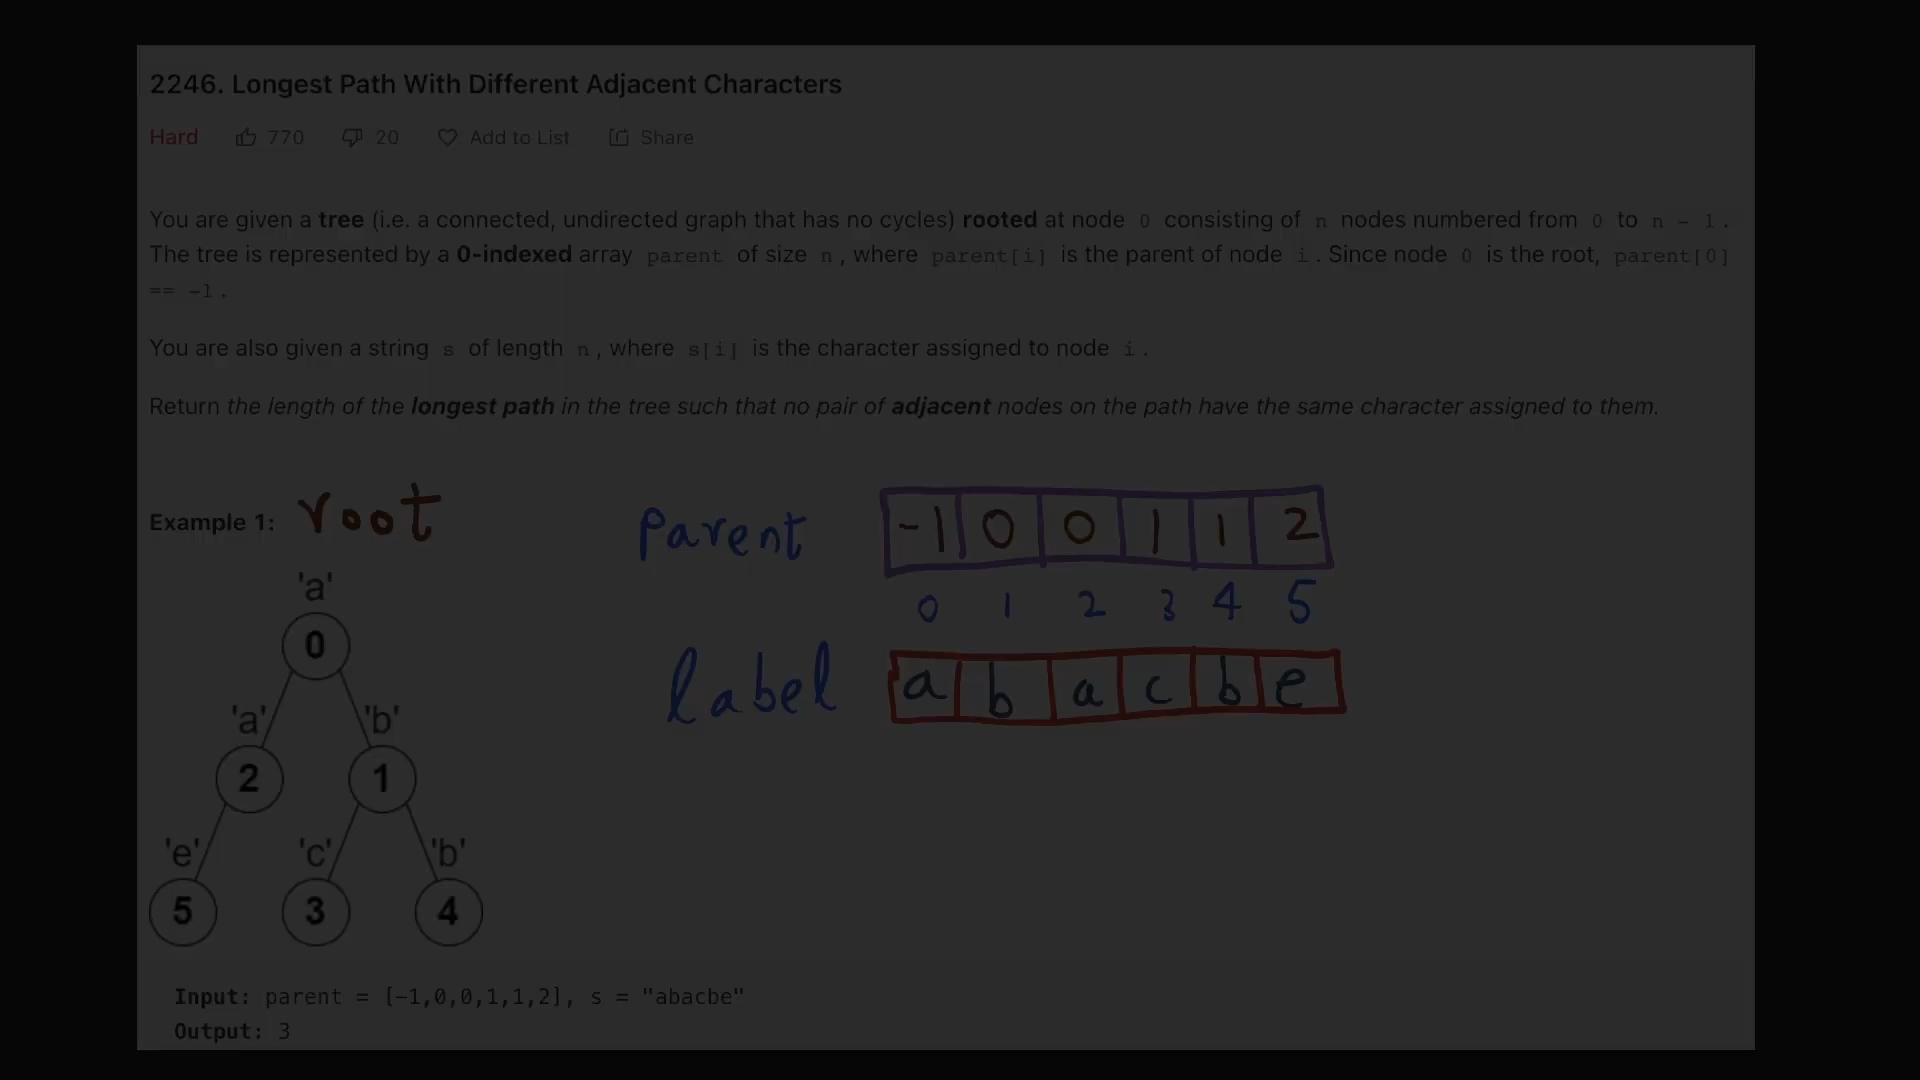 2246. Longest Path With Different Adjacent Characters
Hard 770 20 Add to List Share
You are given a tree (i.e. a connected, undirected graph that has no cycles) rooted at node 0 consisting of n nodes numbered from 0 to n - 1.
The tree is represented by a 0-indexed array parent of size n, where parent[i] is the parent of node i. Since node 0 is the root, parent[0]
== -1.
You are also given a string s of length n, where s[i] is the character assigned to node i.
Return the length of the longest path in the tree such that no pair of adjacent nodes on the path have the same character assigned to them.
Example 1: root
Parent -1 0 0 1 1 2
0 1 2 3 4 5
label a b a c b e
'a'
0
'a' 'b'
2 1
'e' 'c' 'b'
5 3 4
Input: parent = [-1,0,0,1,1,2], s = "abacbe"
Output: 3